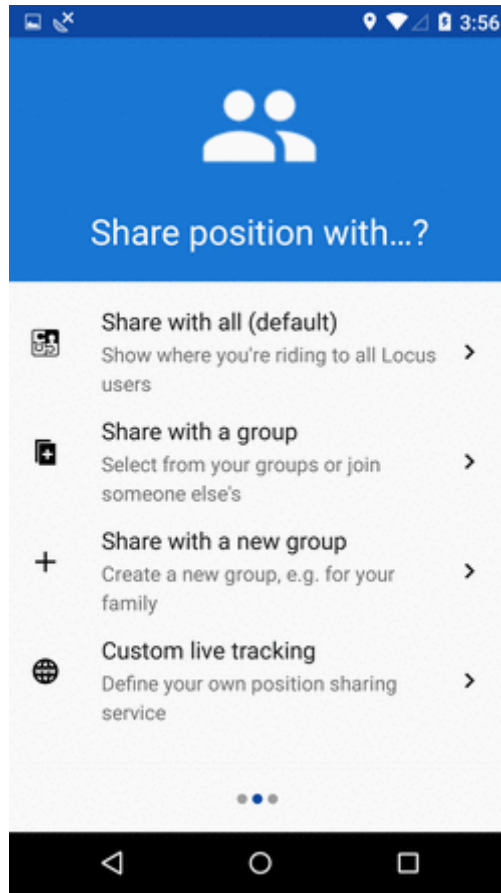 3:56
Share position with...?
Share with all (default)
Show where you're riding to all Locus
users
Share with a group
Select from your groups or join
someone else's
Share with a new group
Create a new group, e.g. for your
family
Custom live tracking
Define your own position sharing
service